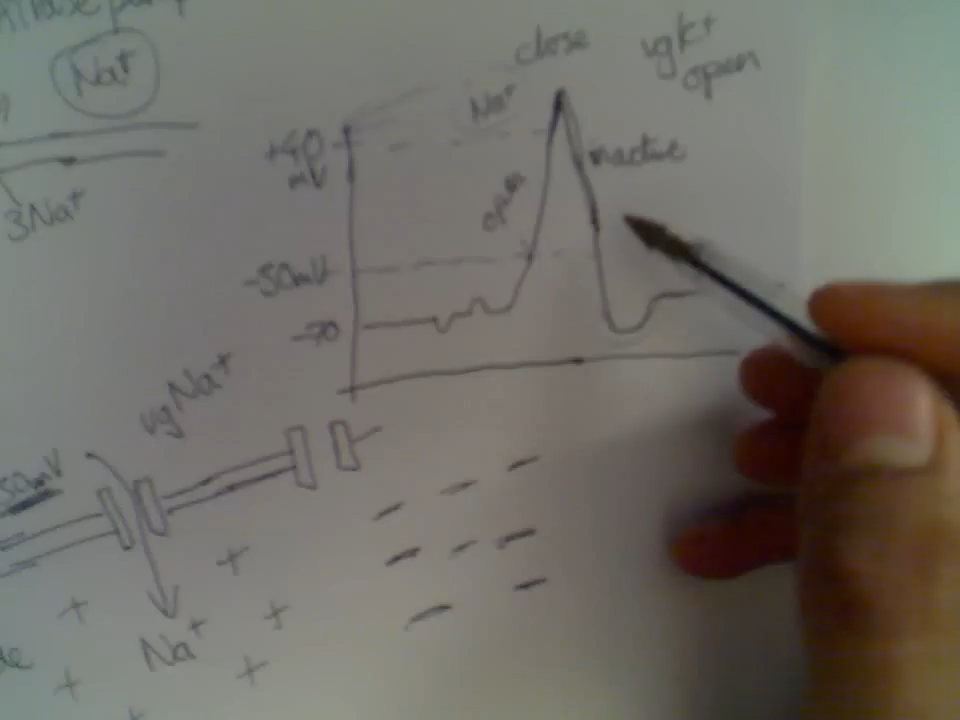 Na+
3Na+
close
vgK+
open
Na+
+40
mV
open
inactive
-50mV
-70
vgNa+
50mV
+
+
+
+
+
Na+